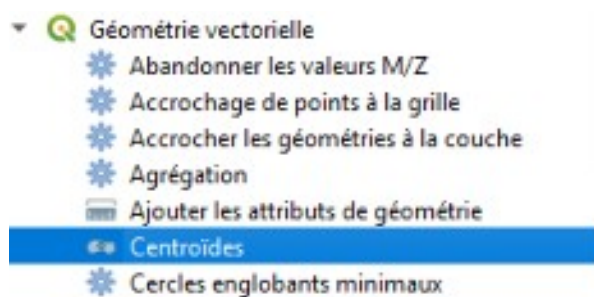 Géométrie vectorielle
Abandonner les valeurs M/Z
Accrochage de points à la grille
Accrocher les géométries à la couche
Agrégation
Ajouter les attributs de géométrie
Centroïdes
Cercles englobants minimaux